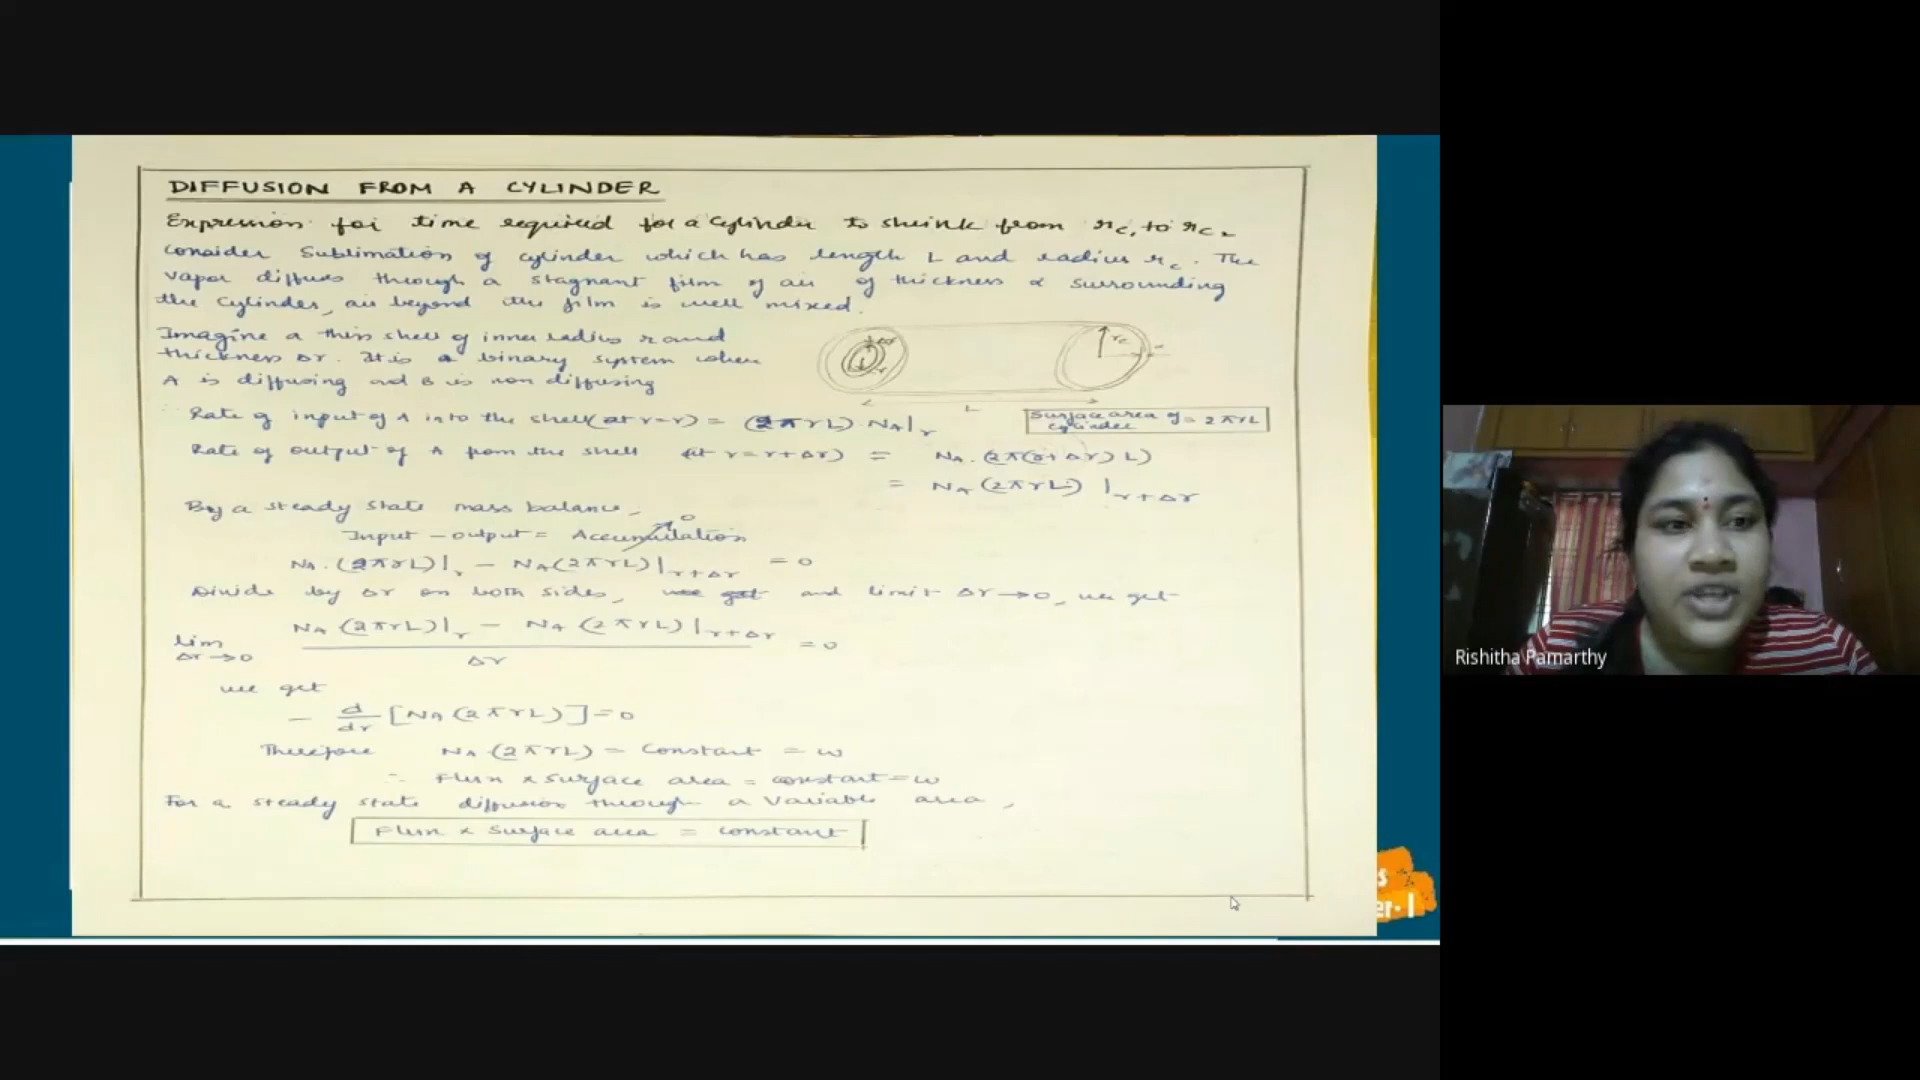 DIFFUSION FROM A CYLINDER
Expression for time required for a cylinder to shrink from rc1 to rc2
Consider Sublimation of cylinder which has length L and radius rc. The
vapor diffuses through a stagnant film of air of thickness α surrounding
the cylinder, air beyond the film is well mixed.
Imagine a thin shell of inner radius r and
thickness Δr. It is a binary system when
A is diffusing and B is non diffusing
rc
L
Rate of input of A into the shell (at r=r) = (2πrL) NA|r
Surface area of cylinder = 2πrL
Rate of output of A from the shell (at r=r+Δr) = NA.(2π(r+Δr)L)
= NA(2πrL)|r+Δr
By a steady state mass balance,
Input - output = Accumulation 0
NA.(2πrL)|r - NA(2πrL)|r+Δr = 0
Divide by Δr on both sides, and limit Δr→0, we get
lim Δr→0 NA(2πrL)|r - NA(2πrL)|r+Δr / Δr = 0
we get
- d/dr [NA(2πrL)] = 0
Therefore NA.(2πrL) = Constant = w
∴ Flux x surface area = constant = w
For a steady state diffusion through a variable area,
Flux x Surface area = constant
s
er-1
Rishitha Pamarthy